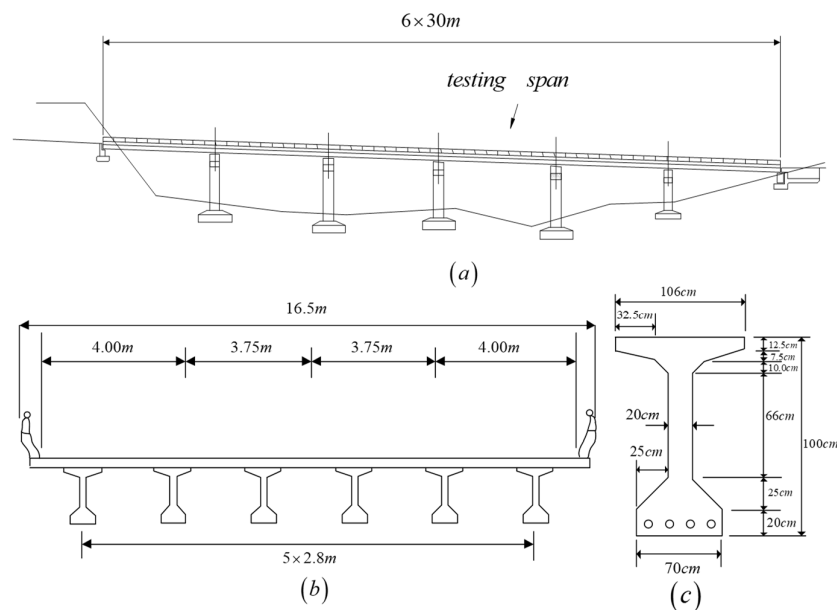 6×30m
testing span
(a)
16.5m
4.00m 3.75m 3.75m 4.00m
5×2.8m
(b)
106cm
32.5cm
12.5cm
7.5cm
10.0cm
20cm
66cm
100cm
25cm
25cm
20cm
70cm
(c)